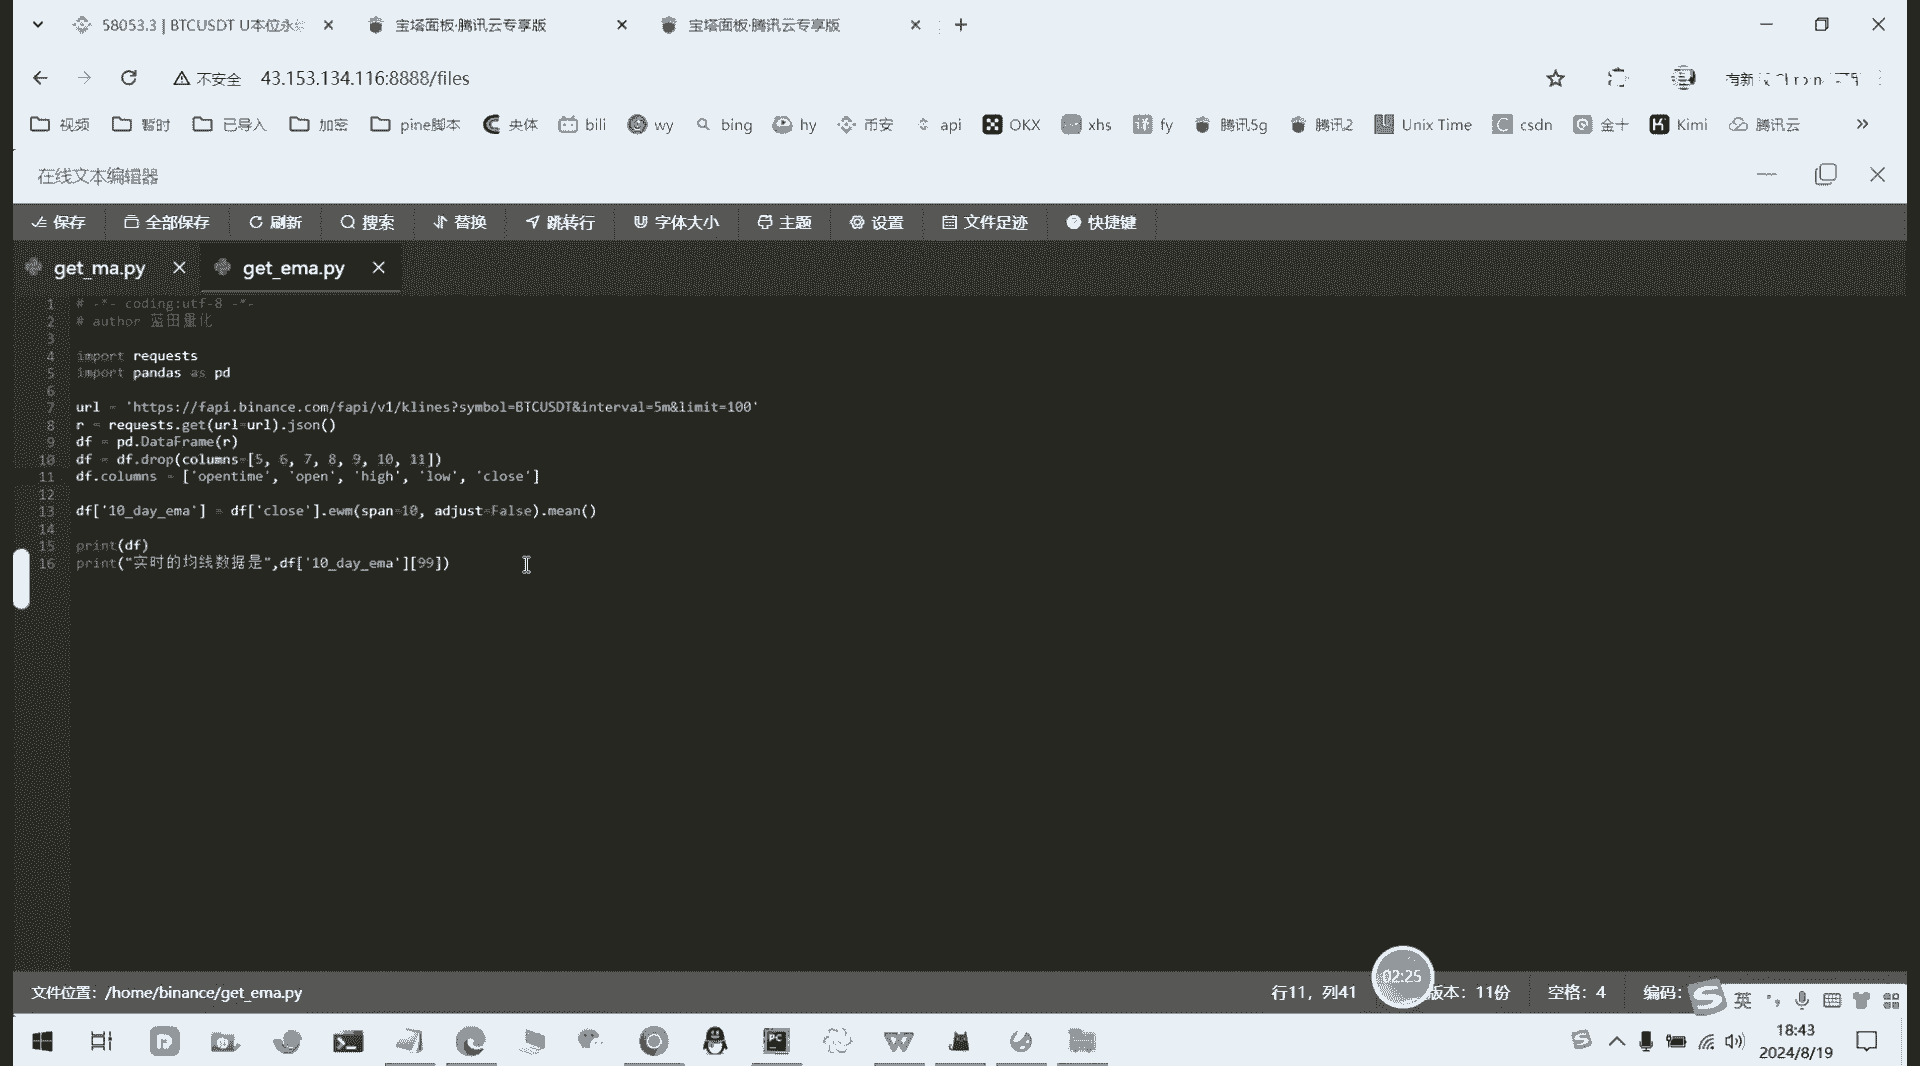 58053.3 | BTCUSDT U本位永
宝塔面板·腾讯云专享版
宝塔面板·腾讯云专享版
不安全 43.153.134.116:8888/files
视频 暂时 已导入 加密 pine脚本 央体 bili wy bing hy 币安 api OKX xhs fy 腾讯5g 腾讯2 Unix Time csdn 金十 Kimi 腾讯云 »
在线文本编辑器
保存 全部保存 刷新 搜索 替换 跳转行 字体大小 主题 设置 文件足迹 快捷键
get_ma.py get_ema.py
1 # -*- coding:utf-8 -*-
2 # author 蓝田量化
3
4 import requests
5 import pandas as pd
6
7 url = 'https://fapi.binance.com/fapi/v1/klines?symbol=BTCUSDT&interval=5m&limit=100'
8 r = requests.get(url=url).json()
9 df = pd.DataFrame(r)
10 df = df.drop(columns=[5, 6, 7, 8, 9, 10, 11])
11 df.columns = ['opentime', 'open', 'high', 'low', 'close']
12
13 df['10_day_ema'] = df['close'].ewm(span=10, adjust=False).mean()
14
15 print(df)
16 print("实时的均线数据是",df['10_day_ema'][99])
02:25
文件位置: /home/binance/get_ema.py 行11, 列41 版本: 11份 空格: 4 编码: 英
18:43
2024/8/19